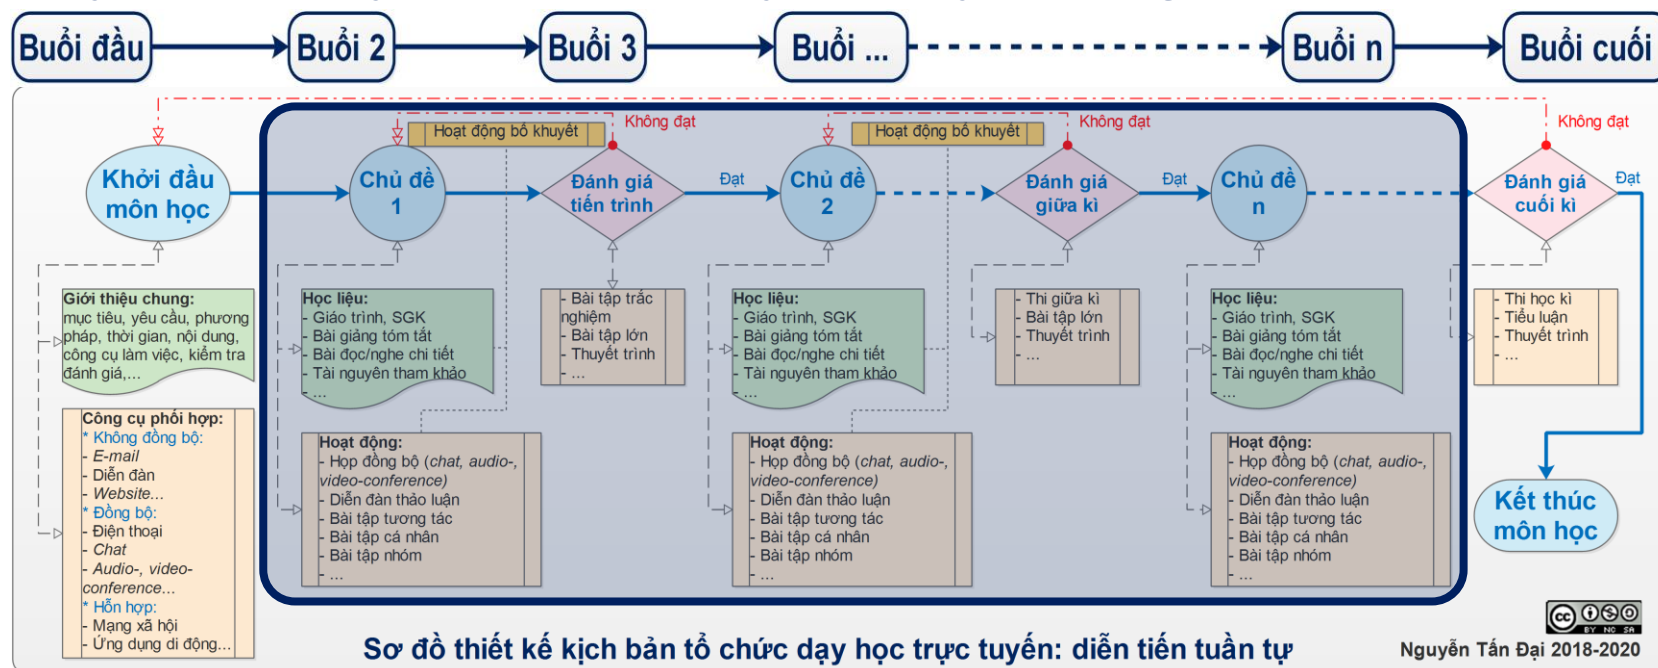 Buổi đầu
Buổi 2
Buổi 3
Buổi ...
Buổi n
Buổi cuối
Khởi đầu
môn học
Chủ đề
1
Hoạt động bổ khuyết
Không đạt
Đánh giá
tiến trình
Đạt
Chủ đề
2
Hoạt động bổ khuyết
Không đạt
Đánh giá
giữa kì
Đạt
Chủ đề
n
Không đạt
Đánh giá
cuối kì
Đạt
Giới thiệu chung:
mục tiêu, yêu cầu, phương
pháp, thời gian, nội dung,
công cụ làm việc, kiểm tra
đánh giá,...
Công cụ phối hợp:
* Không đồng bộ:
- E-mail
- Diễn đàn
- Website...
* Đồng bộ:
- Điện thoại
- Chat
- Audio-, video-
conference...
* Hỗn hợp:
- Mạng xã hội
- Ứng dụng di động...
Học liệu:
- Giáo trình, SGK
- Bài giảng tóm tắt
- Bài đọc/nghe chi tiết
- Tài nguyên tham khảo
- ...
Hoạt động:
- Họp đồng bộ (chat, audio-,
video-conference)
- Diễn đàn thảo luận
- Bài tập tương tác
- Bài tập cá nhân
- Bài tập nhóm
- ...
- Bài tập trắc
nghiệm
- Bài tập lớn
- Thuyết trình
- ...
Học liệu:
- Giáo trình, SGK
- Bài giảng tóm tắt
- Bài đọc/nghe chi tiết
- Tài nguyên tham khảo
- ...
Hoạt động:
- Họp đồng bộ (chat, audio-,
video-conference)
- Diễn đàn thảo luận
- Bài tập tương tác
- Bài tập cá nhân
- Bài tập nhóm
- ...
- Thi giữa kì
- Bài tập lớn
- Thuyết trình
- ...
Học liệu:
- Giáo trình, SGK
- Bài giảng tóm tắt
- Bài đọc/nghe chi tiết
- Tài nguyên tham khảo
- ...
Hoạt động:
- Họp đồng bộ (chat, audio-,
video-conference)
- Diễn đàn thảo luận
- Bài tập tương tác
- Bài tập cá nhân
- Bài tập nhóm
- ...
- Thi học kì
- Tiểu luận
- Thuyết trình
- ...
Kết thúc
môn học
Sơ đồ thiết kế kịch bản tổ chức dạy học trực tuyến: diễn tiến tuần tự
cc
BY NC SA
Nguyễn Tấn Đại 2018-2020